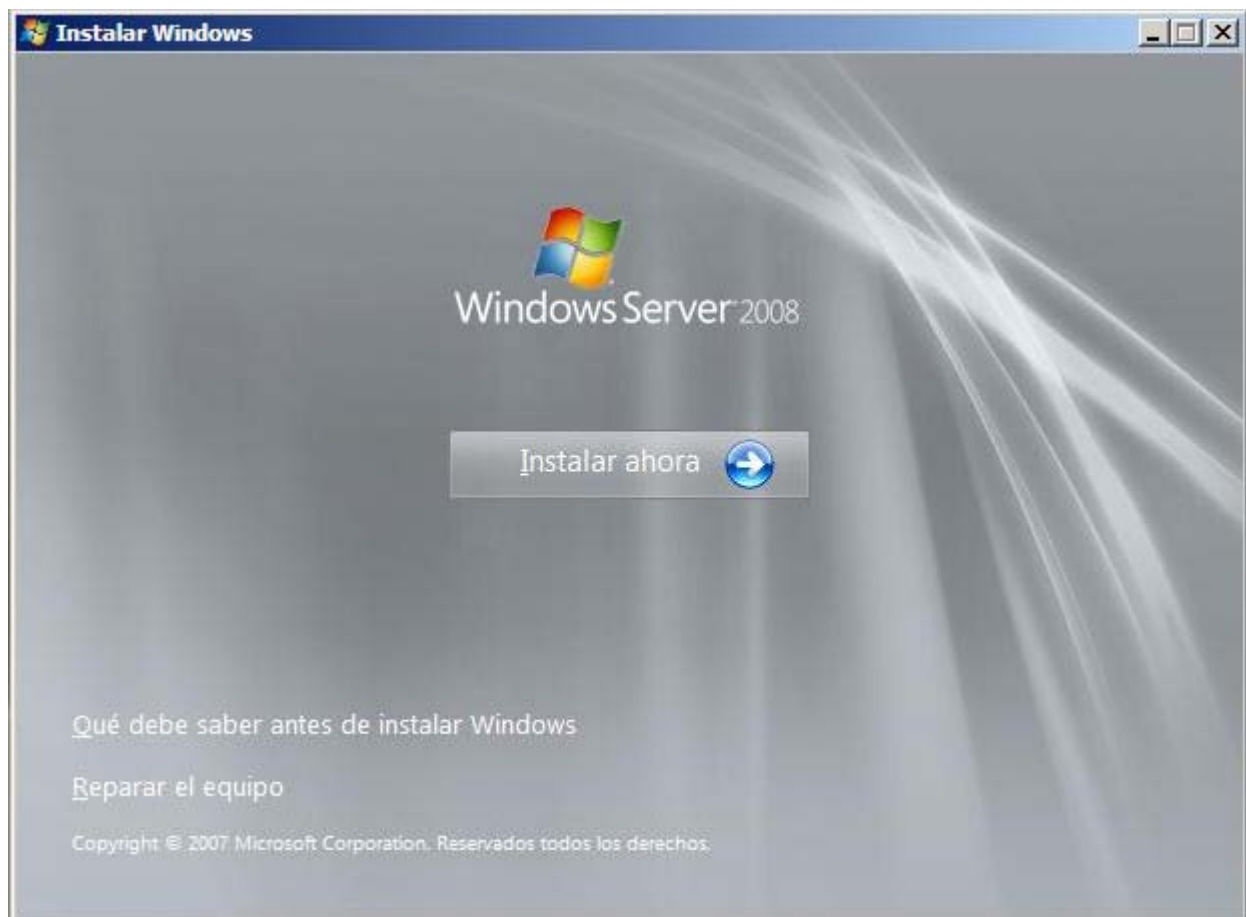 Instalar Windows
Windows Server 2008
Instalar ahora
Qué debe saber antes de instalar Windows
Reparar el equipo
Copyright © 2007 Microsoft Corporation. Reservados todos los derechos.